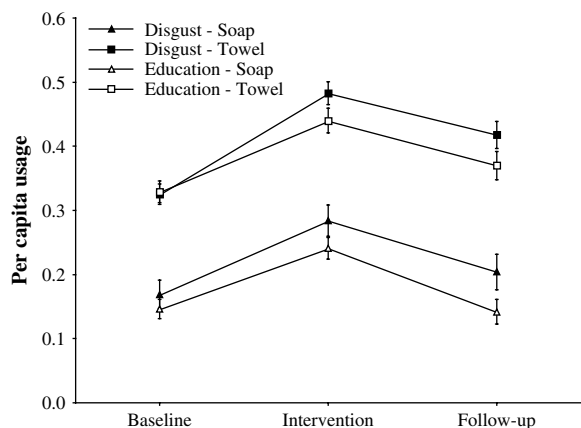 0.6
Disgust - Soap
Disgust - Towel
Education - Soap
Education - Towel
0.5
0.4
0.3
0.2
0.1
0.0
Per capita usage
Baseline Intervention Follow-up